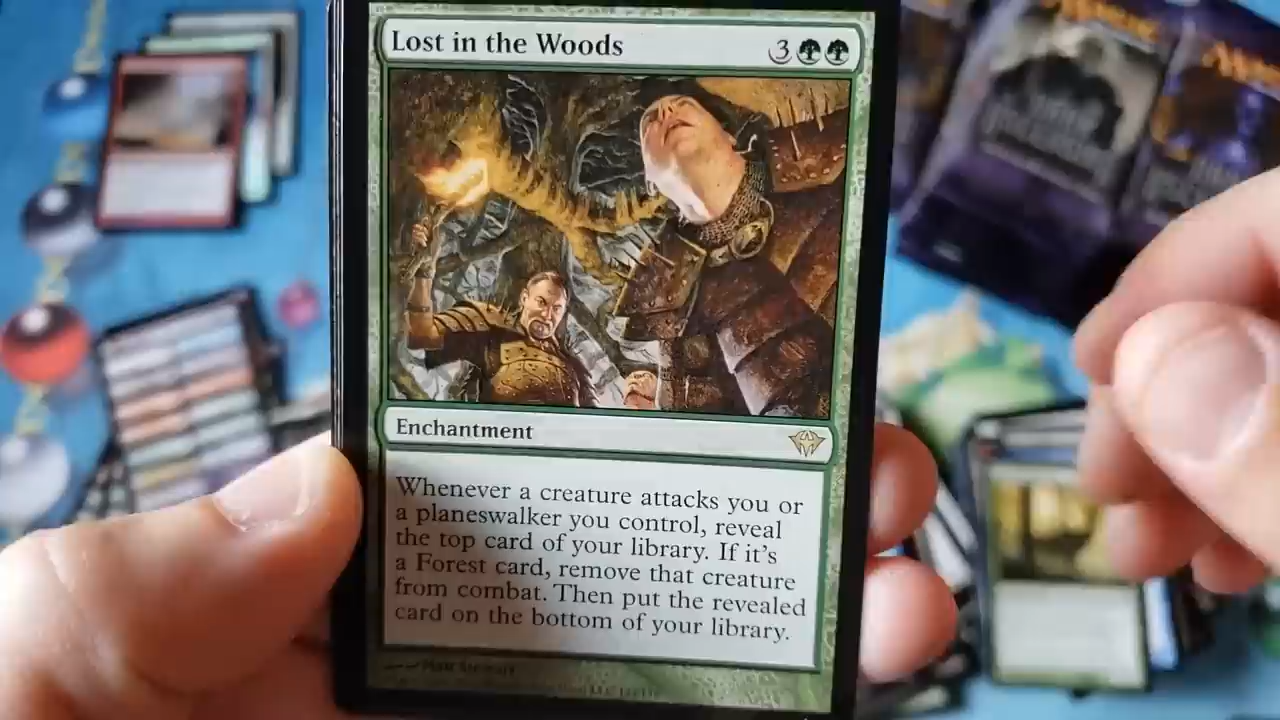 Lost in the Woods
3
Enchantment
Whenever a creature attacks you or
a planeswalker you control, reveal
the top card of your library. If it's
a Forest card, remove that creature
from combat. Then put the revealed
card on the bottom of your library.